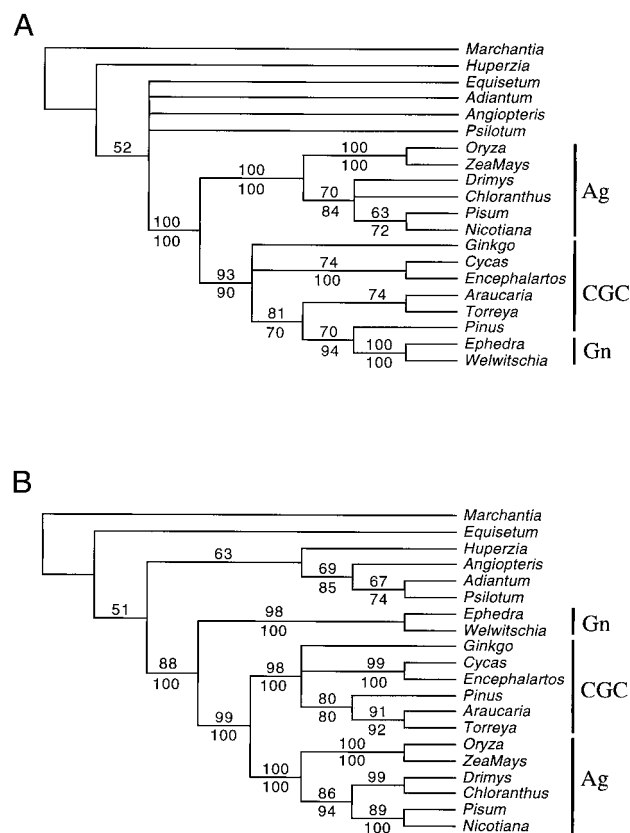 A
Marchantia
Huperzia
Equisetum
Adiantum
52
Angiopteris
Psilotum
100
Oryza
100
100
ZeaMays
Drimys
100
70
Chloranthus
Ag
84
63
Pisum
100
72
Nicotiana
100
Ginkgo
74
Cycas
93
100
Encephalartos
CGC
90
74
Araucaria
81
Torreya
70
70
Pinus
94
100
Ephedra
Gn
100
Welwitschia
B
Marchantia
Equisetum
63
Huperzia
69
Angiopteris
85
67
Adiantum
74
Psilotum
51
98
Ephedra
Gn
100
Welwitschia
88
98
Ginkgo
100
100
99
Cycas
100
Encephalartos
CGC
80
Pinus
99
80
91
Araucaria
100
92
Torreya
100
Oryza
100
100
ZeaMays
100
99
Drimys
Ag
86
Chloranthus
94
89
Pisum
100
Nicotiana